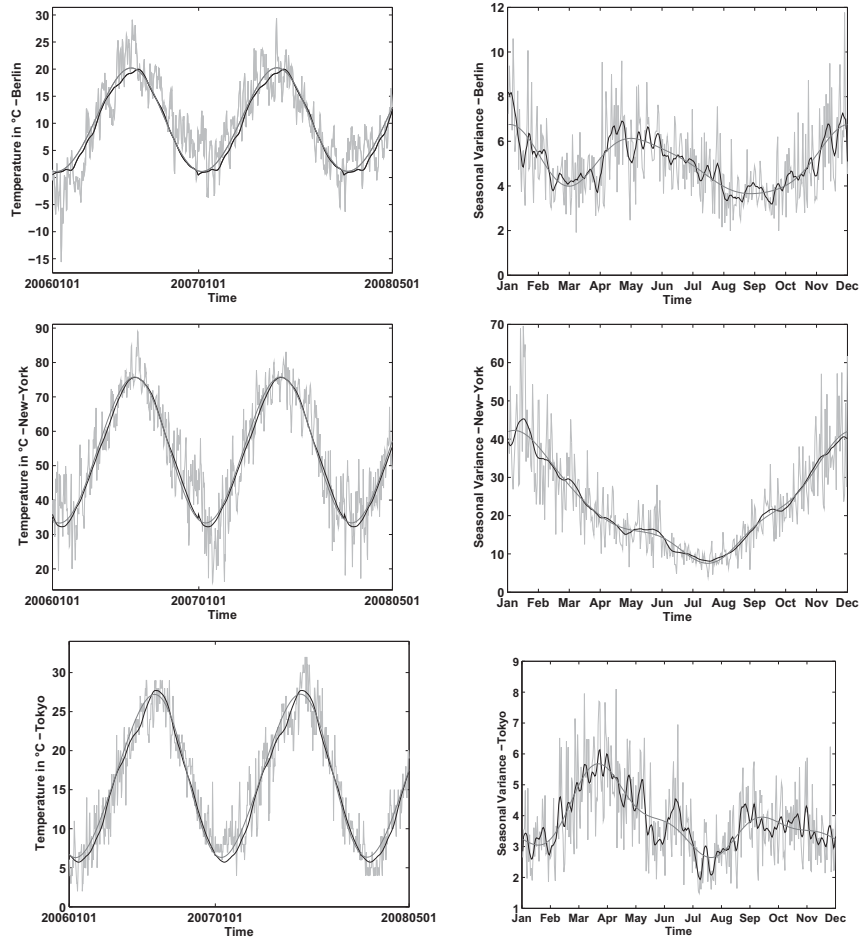 30
25
20
15
10
5
0
−5
−10
−15
20060101 20070101 20080501
Time
Temperature in °C −Berlin
12
10
8
6
4
2
0
Jan Feb Mar Apr May Jun Jul Aug Sep Oct Nov Dec
Time
Seasonal Variance −Berlin
90
80
70
60
50
40
30
20
20060101 20070101 20080501
Time
Temperature in °C −New−York
70
60
50
40
30
20
10
0
Jan Feb Mar Apr May Jun Jul Aug Sep Oct Nov Dec
Time
Seasonal Variance −New−York
30
25
20
15
10
5
0
20060101 20070101 20080501
Time
Temperature in °C −Tokyo
9
8
7
6
5
4
3
2
1
Jan Feb Mar Apr May Jun Jul Aug Sep Oct Nov Dec
Time
Seasonal Variance −Tokyo